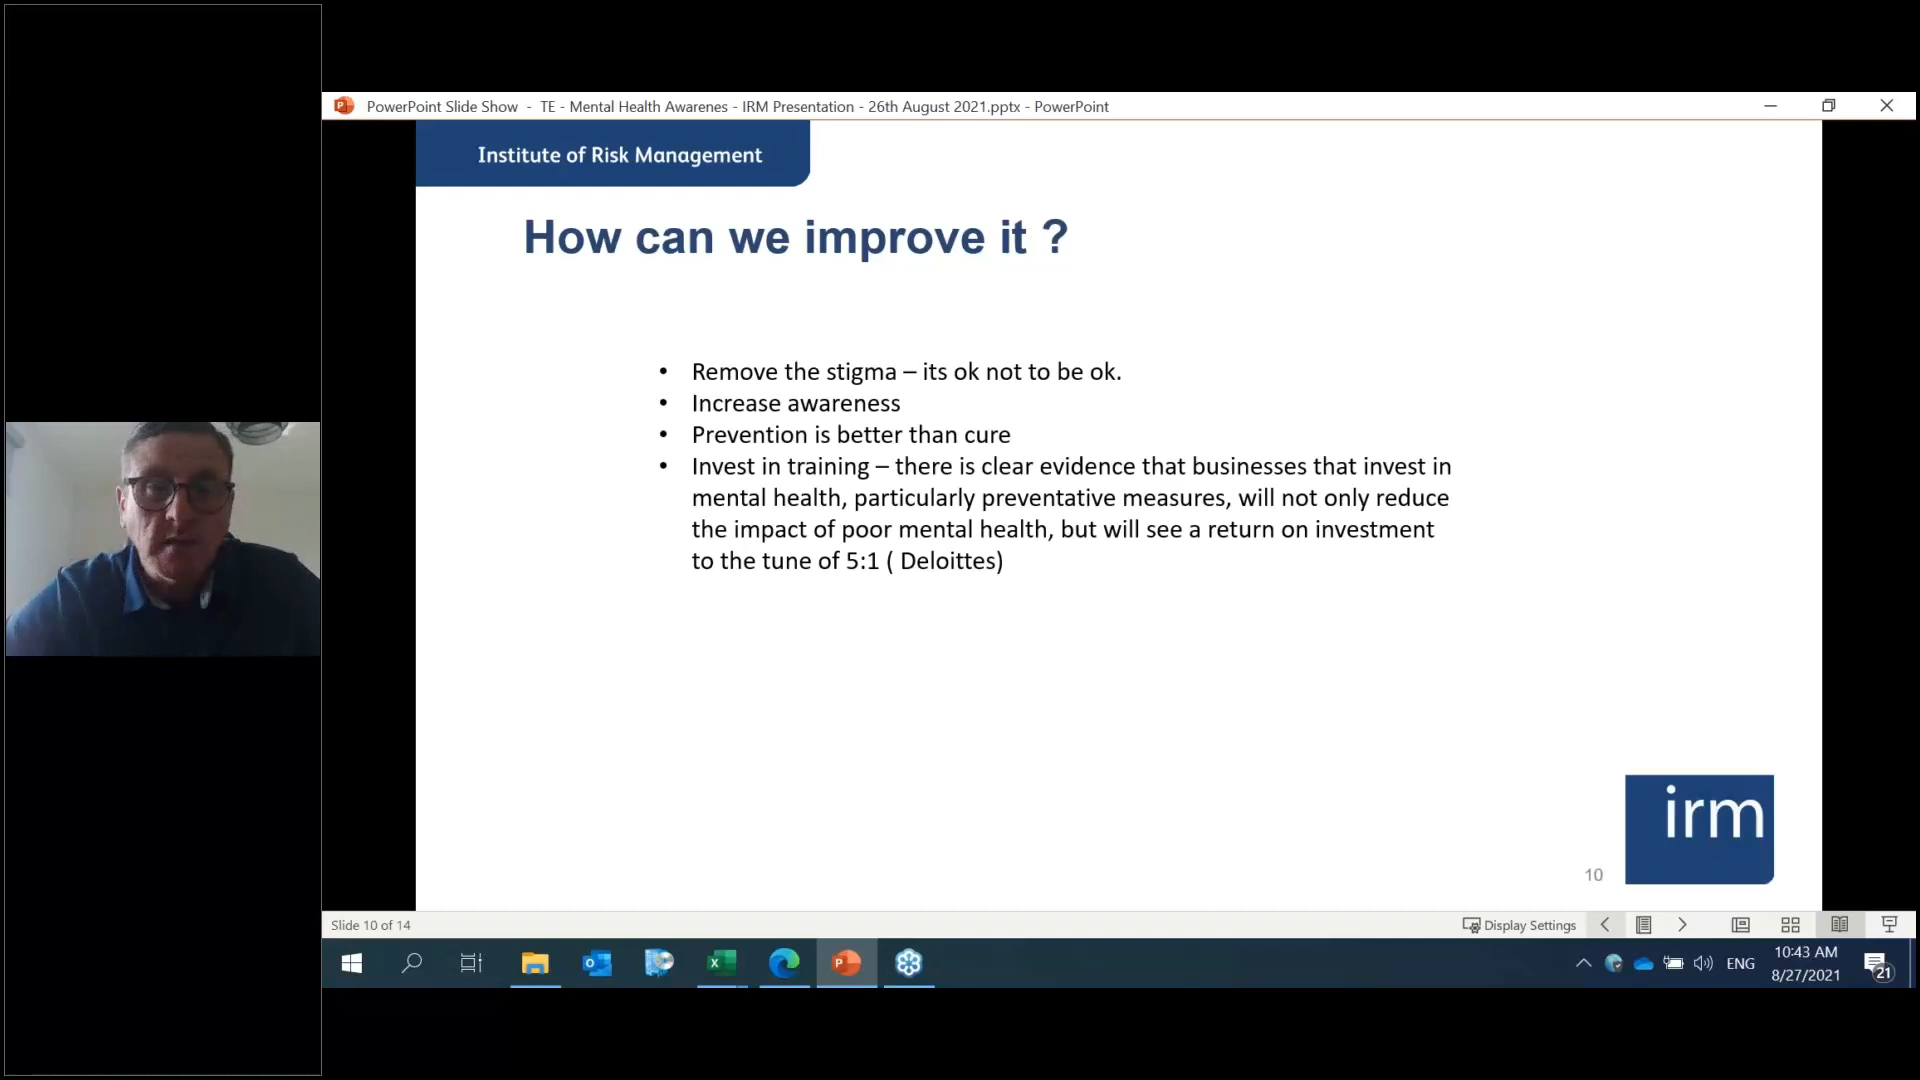 PowerPoint Slide Show - TE - Mental Health Awarenes - IRM Presentation - 26th August 2021.pptx - PowerPoint
Institute of Risk Management
How can we improve it ?
• Remove the stigma – its ok not to be ok.
• Increase awareness
• Prevention is better than cure
• Invest in training – there is clear evidence that businesses that invest in
mental health, particularly preventative measures, will not only reduce
the impact of poor mental health, but will see a return on investment
to the tune of 5:1 ( Deloittes)
irm
10
Slide 10 of 14
Display Settings
ENG
10:43 AM
8/27/2021
21